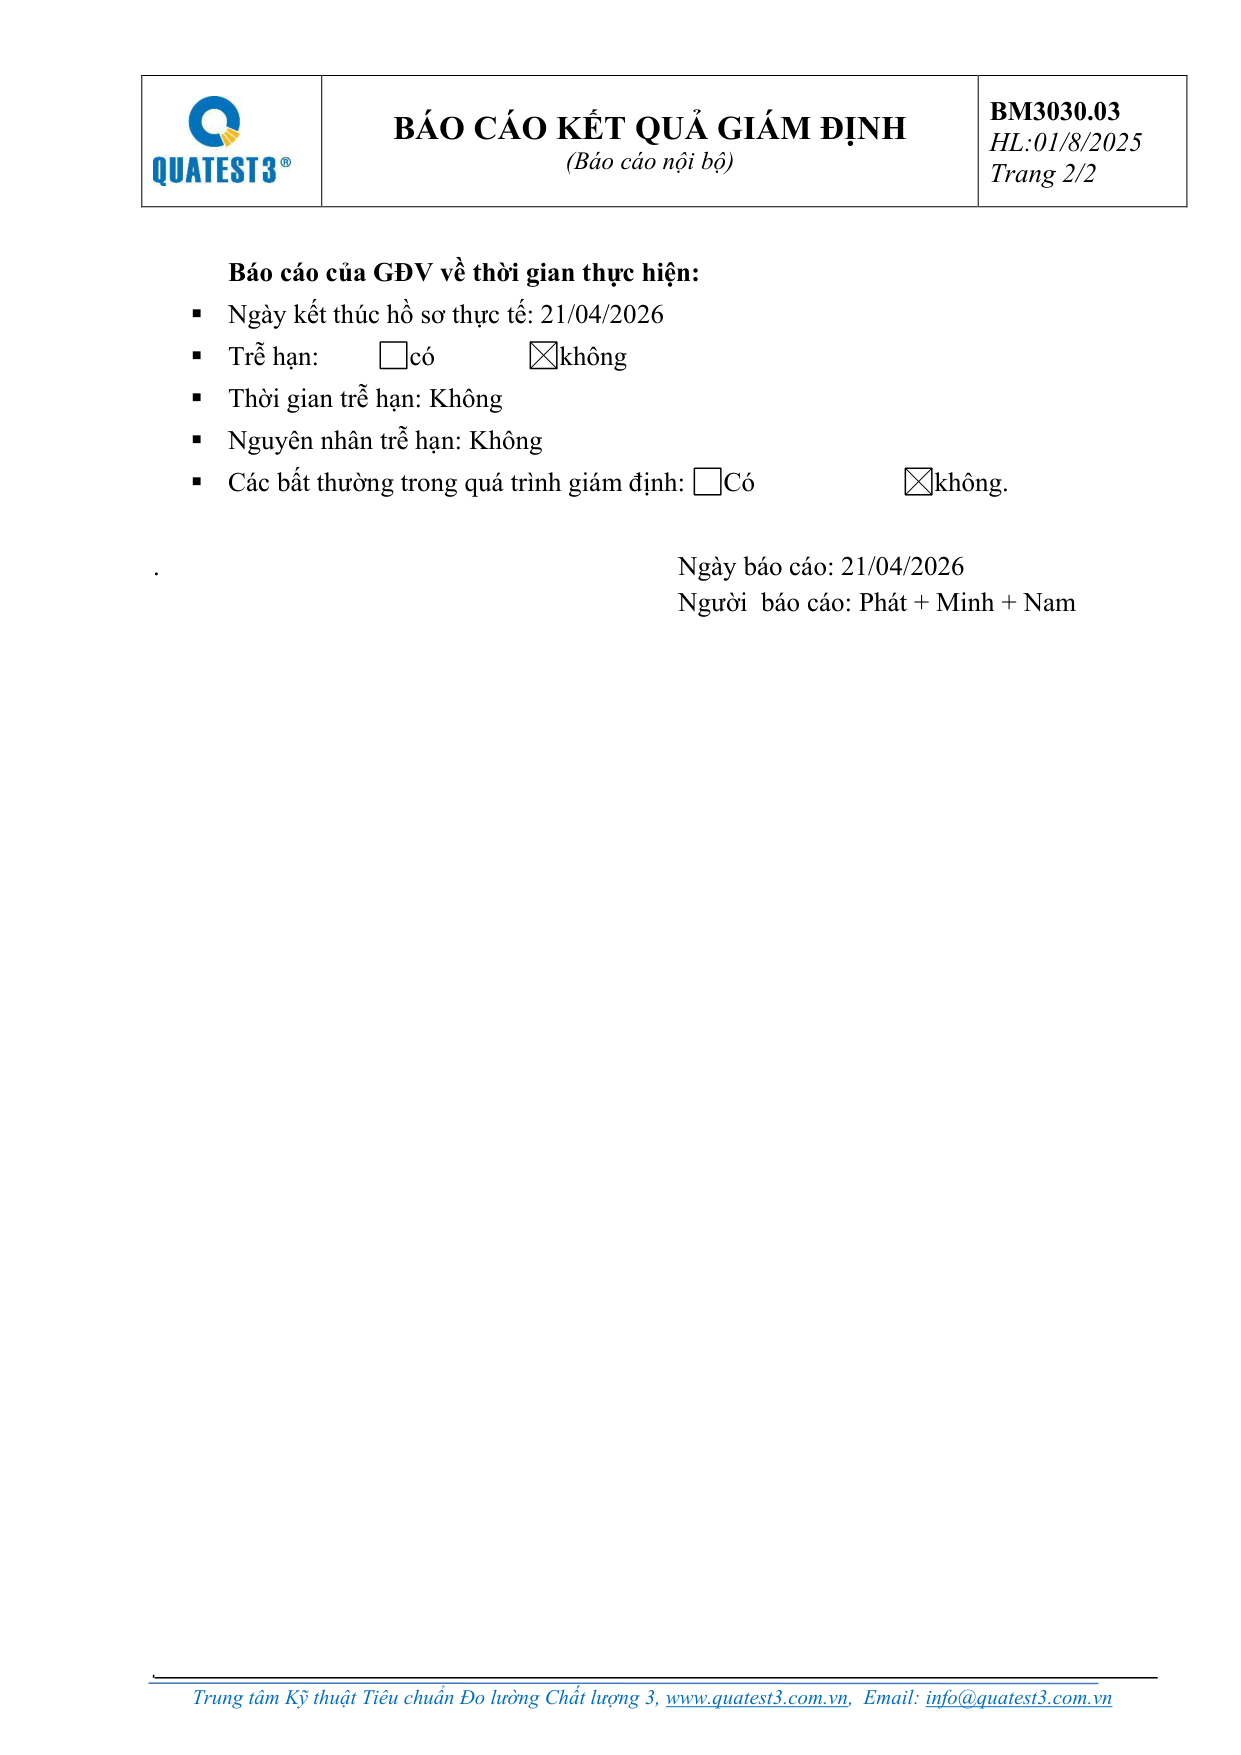 QUATEST3®
BÁO CÁO KẾT QUẢ GIÁM ĐỊNH
(Báo cáo nội bộ)
BM3030.03
HL:01/8/2025
Trang 2/2
Báo cáo của GĐV về thời gian thực hiện:
▪ Ngày kết thúc hồ sơ thực tế: 21/04/2026
▪ Trễ hạn: ☐có ☒không
▪ Thời gian trễ hạn: Không
▪ Nguyên nhân trễ hạn: Không
▪ Các bất thường trong quá trình giám định: ☐Có ☒không.
. Ngày báo cáo: 21/04/2026
Người báo cáo: Phát + Minh + Nam
Trung tâm Kỹ thuật Tiêu chuẩn Đo lường Chất lượng 3, www.quatest3.com.vn, Email: info@quatest3.com.vn